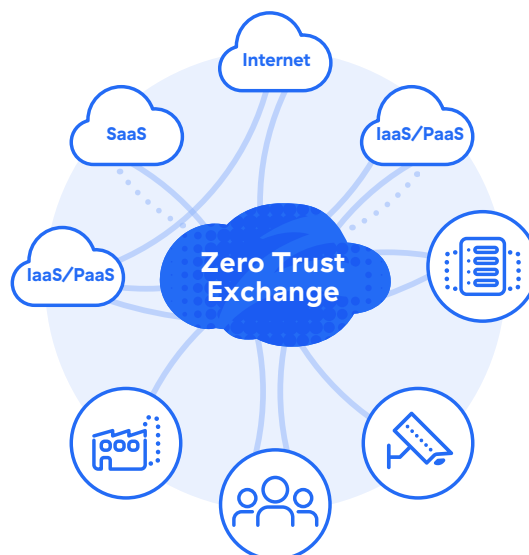 Internet
SaaS
IaaS/PaaS
Zero Trust
Exchange
IaaS/PaaS